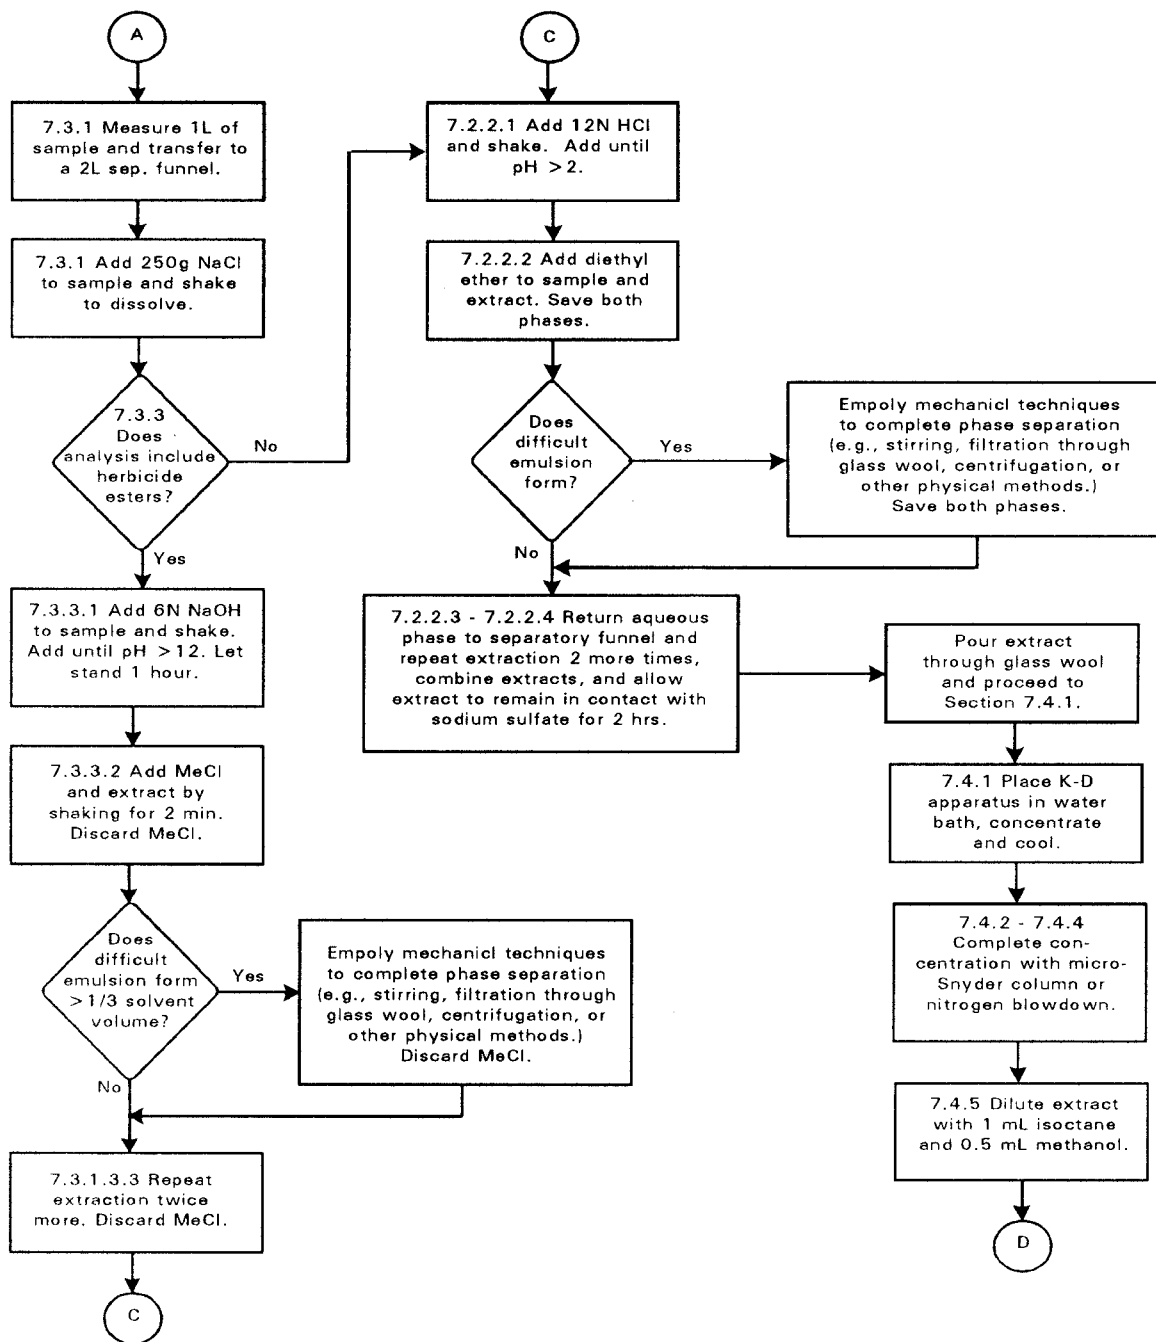 A
7.3.1 Measure 1L of
sample and transfer to
a 2L sep. funnel.
7.3.1 Add 250g NaCl
to sample and shake
to dissolve.
7.3.3
Does
analysis include
herbicide
esters?
No
Yes
7.3.3.1 Add 6N NaOH
to sample and shake.
Add until pH >12. Let
stand 1 hour.
7.3.3.2 Add MeCl
and extract by
shaking for 2 min.
Discard MeCl.
Does
difficult
emulsion form
>1/3 solvent
volume?
Yes
Empoly mechanicl techniques
to complete phase separation
(e.g., stirring, filtration through
glass wool, centrifugation, or
other physical methods.)
Discard MeCl.
No
7.3.1.3.3 Repeat
extraction twice
more. Discard MeCl.
C
C
7.2.2.1 Add 12N HCl
and shake. Add until
pH >2.
7.2.2.2 Add diethyl
ether to sample and
extract. Save both
phases.
Does
difficult
emulsion
form?
Yes
Empoly mechanicl techniques
to complete phase separation
(e.g., stirring, filtration through
glass wool, centrifugation, or
other physical methods.)
Save both phases.
No
7.2.2.3 - 7.2.2.4 Return aqueous
phase to separatory funnel and
repeat extraction 2 more times,
combine extracts, and allow
extract to remain in contact with
sodium sulfate for 2 hrs.
Pour extract
through glass wool
and proceed to
Section 7.4.1.
7.4.1 Place K-D
apparatus in water
bath, concentrate
and cool.
7.4.2 - 7.4.4
Complete con-
centration with micro-
Snyder column or
nitrogen blowdown.
7.4.5 Dilute extract
with 1 mL isoctane
and 0.5 mL methanol.
D